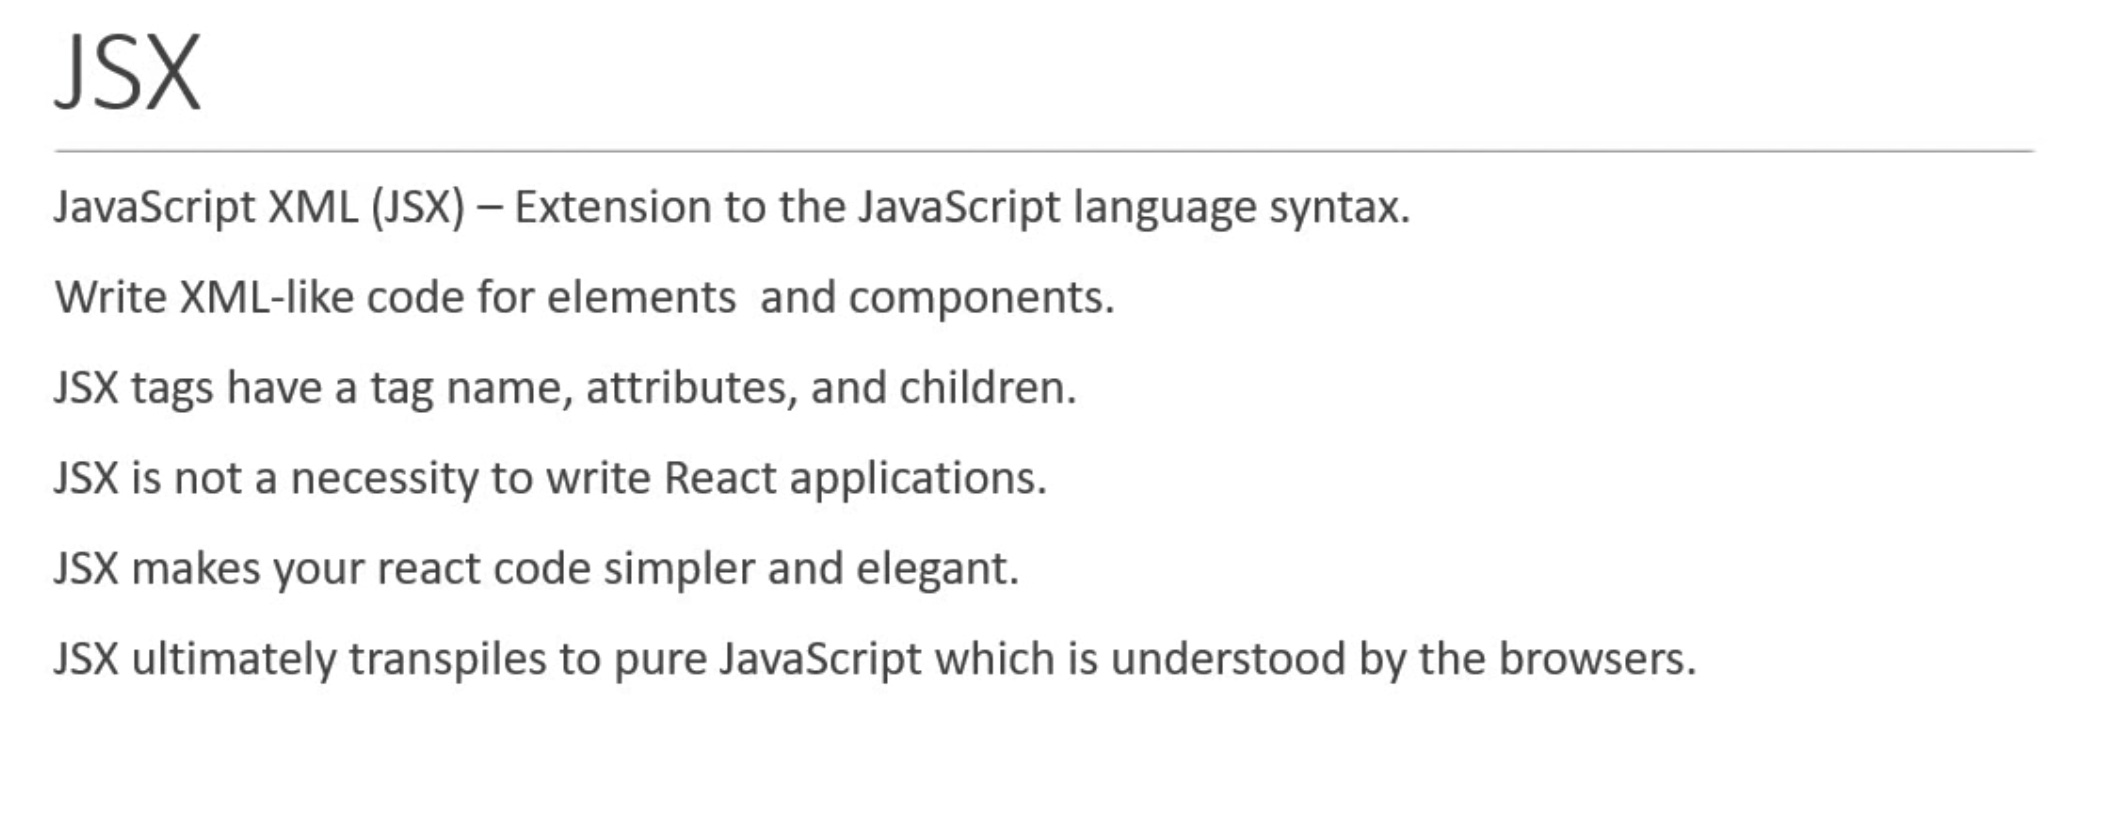 JSX
JavaScript XML (JSX) – Extension to the JavaScript language syntax.
Write XML-like code for elements  and components.
JSX tags have a tag name, attributes, and children.
JSX is not a necessity to write React applications.
JSX makes your react code simpler and elegant.
JSX ultimately transpiles to pure JavaScript which is understood by the browsers.